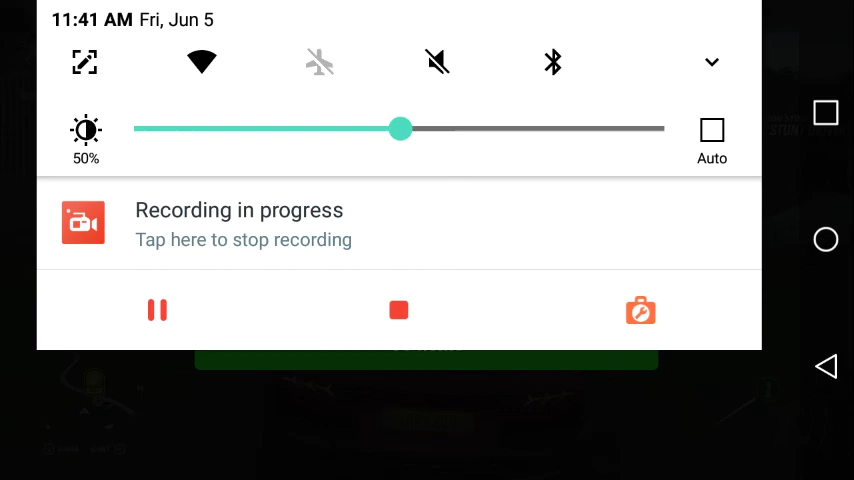 11:41 AM Fri, Jun 5
50%
Auto
Recording in progress
Tap here to stop recording